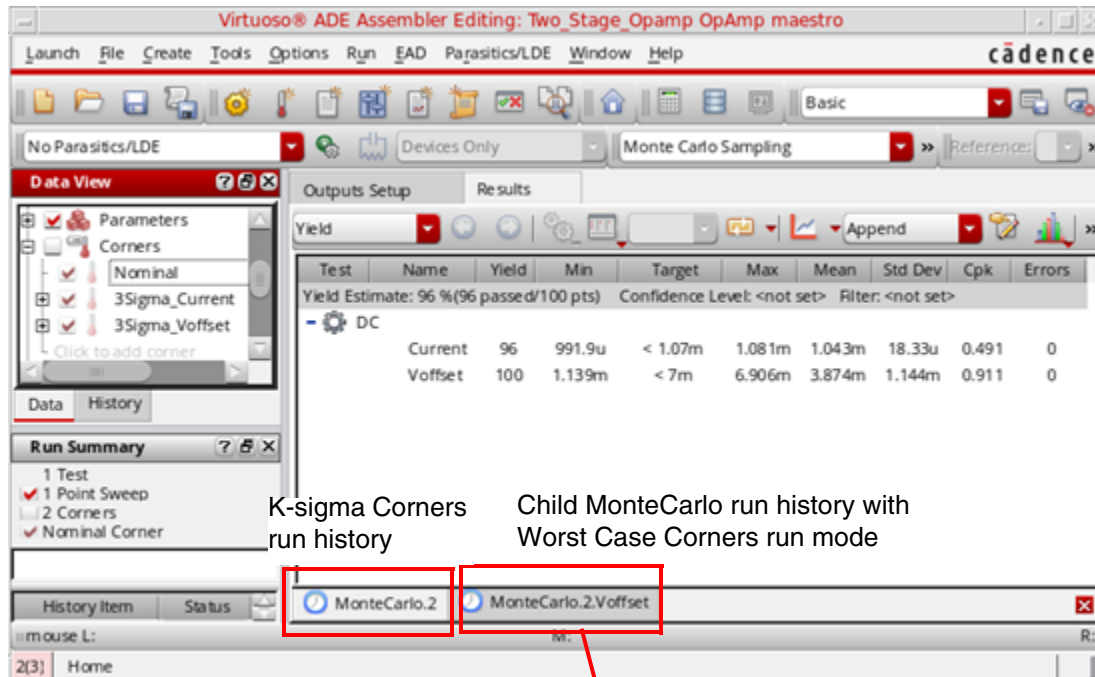 Virtuoso® ADE Assembler Editing: Two_Stage_Opamp OpAmp maestro
Launch File Create Tools Options Run EAD Parasitics/LDE Window Help cādence
Basic
No Parasitics/LDE Devices Only Monte Carlo Sampling » Reference: »
Data View Outputs Setup Results
Parameters
Corners
Nominal
3Sigma_Current
3Sigma_Voffset
Click to add corner
Data History
Yield Append »
Test Name Yield Min Target Max Mean Std Dev Cpk Errors
Yield Estimate: 96 %(96 passed/100 pts) Confidence Level: <not set> Filter: <not set>
DC
Current 96 991.9u < 1.07m 1.081m 1.043m 18.33u 0.491 0
Voffset 100 1.139m < 7m 6.906m 3.874m 1.144m 0.911 0
Run Summary
1 Test
1 Point Sweep
2 Corners
Nominal Corner
K-sigma Corners
run history
Child MonteCarlo run history with
Worst Case Corners run mode
History Item Status MonteCarlo.2 MonteCarlo.2.Voffset
mouse L: M: R:
2(3) Home